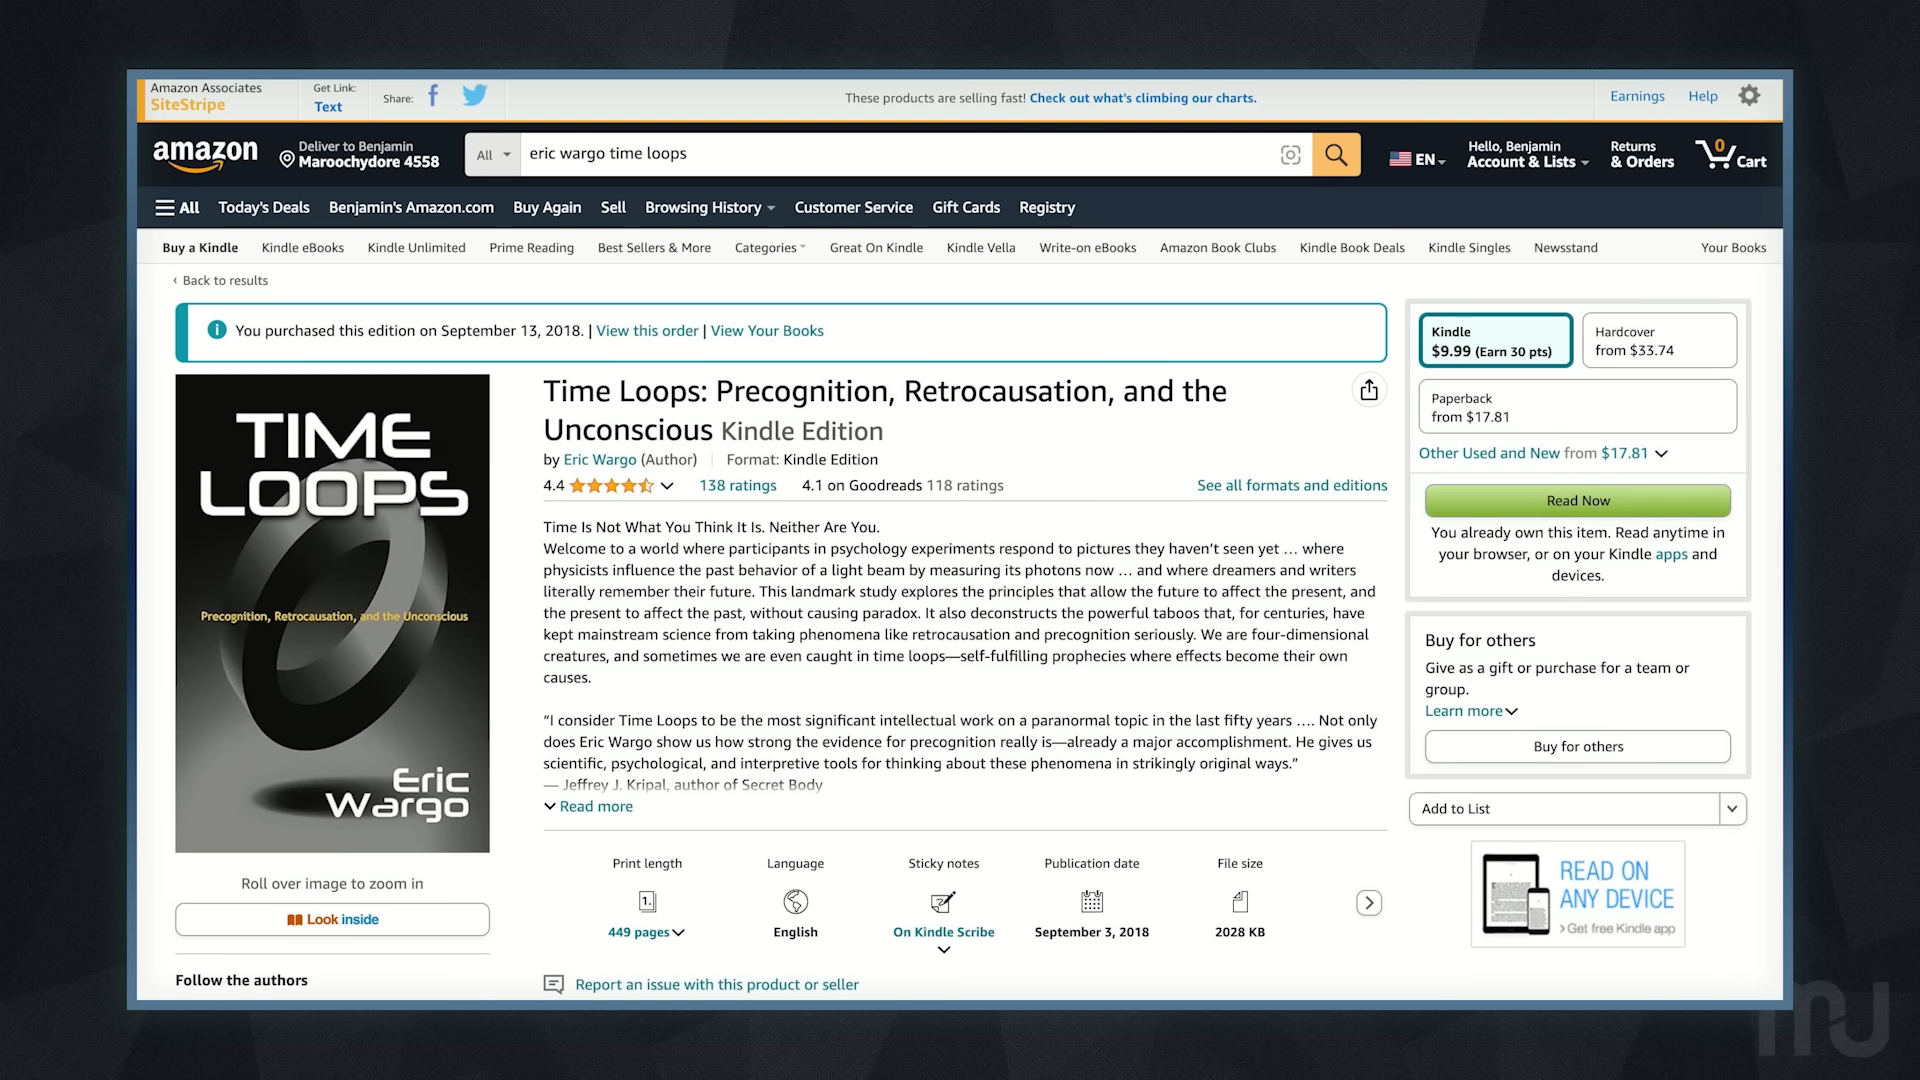 Amazon Associates
SiteStripe
Get Link:
Text
Share:
These products are selling fast! Check out what's climbing our charts.
Earnings
Help
amazon
Deliver to Benjamin
Maroochydore 4558
All
eric wargo time loops
EN
Hello, Benjamin
Account & Lists
Returns
& Orders
0
Cart
All
Today's Deals
Benjamin's Amazon.com
Buy Again
Sell
Browsing History
Customer Service
Gift Cards
Registry
Buy a Kindle
Kindle eBooks
Kindle Unlimited
Prime Reading
Best Sellers & More
Categories
Great On Kindle
Kindle Vella
Write-on eBooks
Amazon Book Clubs
Kindle Book Deals
Kindle Singles
Newsstand
Your Books
‹ Back to results
You purchased this edition on September 13, 2018. | View this order | View Your Books
TIME
LOOPS
Precognition, Retrocausation, and the Unconscious
Eric
Wargo
Roll over image to zoom in
Look inside
Follow the authors
Time Loops: Precognition, Retrocausation, and the
Unconscious Kindle Edition
by Eric Wargo (Author)
Format: Kindle Edition
4.4
138 ratings
4.1 on Goodreads 118 ratings
See all formats and editions
Time Is Not What You Think It Is. Neither Are You.
Welcome to a world where participants in psychology experiments respond to pictures they haven’t seen yet … where
physicists influence the past behavior of a light beam by measuring its photons now … and where dreamers and writers
literally remember their future. This landmark study explores the principles that allow the future to affect the present, and
the present to affect the past, without causing paradox. It also deconstructs the powerful taboos that, for centuries, have
kept mainstream science from taking phenomena like retrocausation and precognition seriously. We are four-dimensional
creatures, and sometimes we are even caught in time loops—self-fulfilling prophecies where effects become their own
causes.
“I consider Time Loops to be the most significant intellectual work on a paranormal topic in the last fifty years …. Not only
does Eric Wargo show us how strong the evidence for precognition really is—already a major accomplishment. He gives us
scientific, psychological, and interpretive tools for thinking about these phenomena in strikingly original ways.”
— Jeffrey J. Kripal, author of Secret Body
Read more
Print length
1.
449 pages
Language
English
Sticky notes
On Kindle Scribe
Publication date
September 3, 2018
File size
2028 KB
Report an issue with this product or seller
Kindle
$9.99 (Earn 30 pts)
Hardcover
from $33.74
Paperback
from $17.81
Other Used and New from $17.81
Read Now
You already own this item. Read anytime in
your browser, or on your Kindle apps and
devices.
Buy for others
Give as a gift or purchase for a team or
group.
Learn more
Buy for others
Add to List
READ ON
ANY DEVICE
› Get free Kindle app
MU